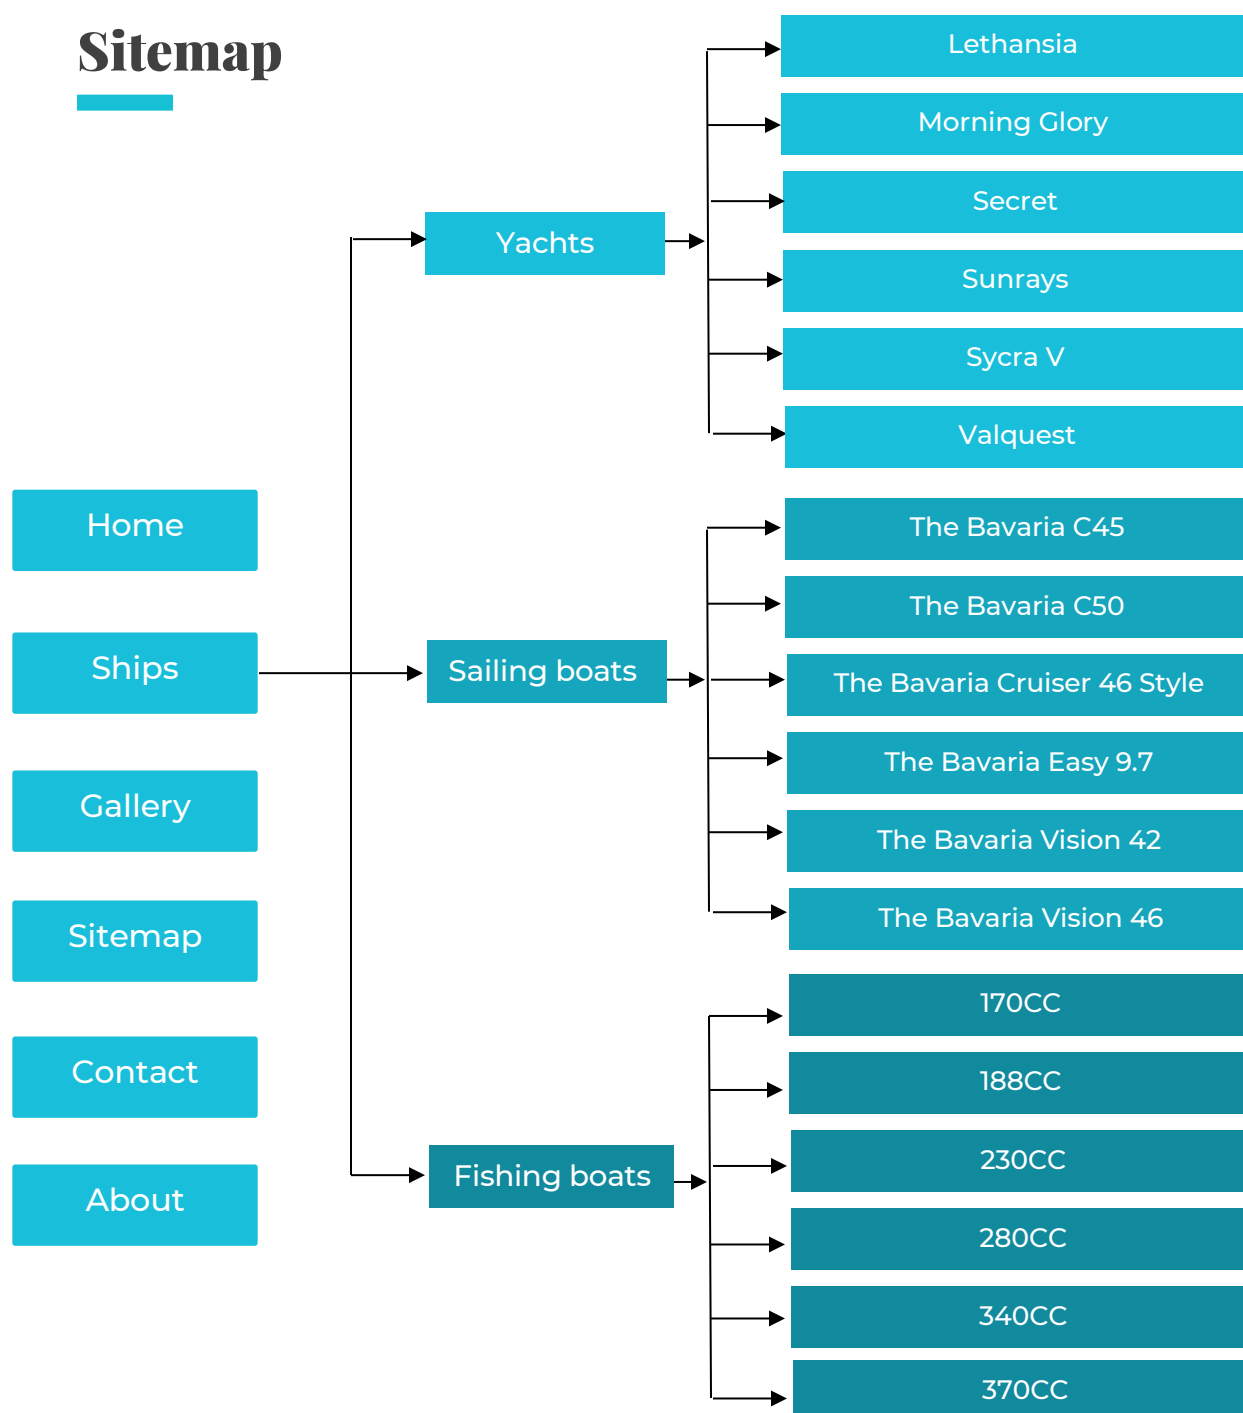 Sitemap
Home
Ships
Gallery
Sitemap
Contact
About
Yachts
Lethansia
Morning Glory
Secret
Sunrays
Sycra V
Valquest
Sailing boats
The Bavaria C45
The Bavaria C50
The Bavaria Cruiser 46 Style
The Bavaria Easy 9.7
The Bavaria Vision 42
The Bavaria Vision 46
Fishing boats
170CC
188CC
230CC
280CC
340CC
370CC